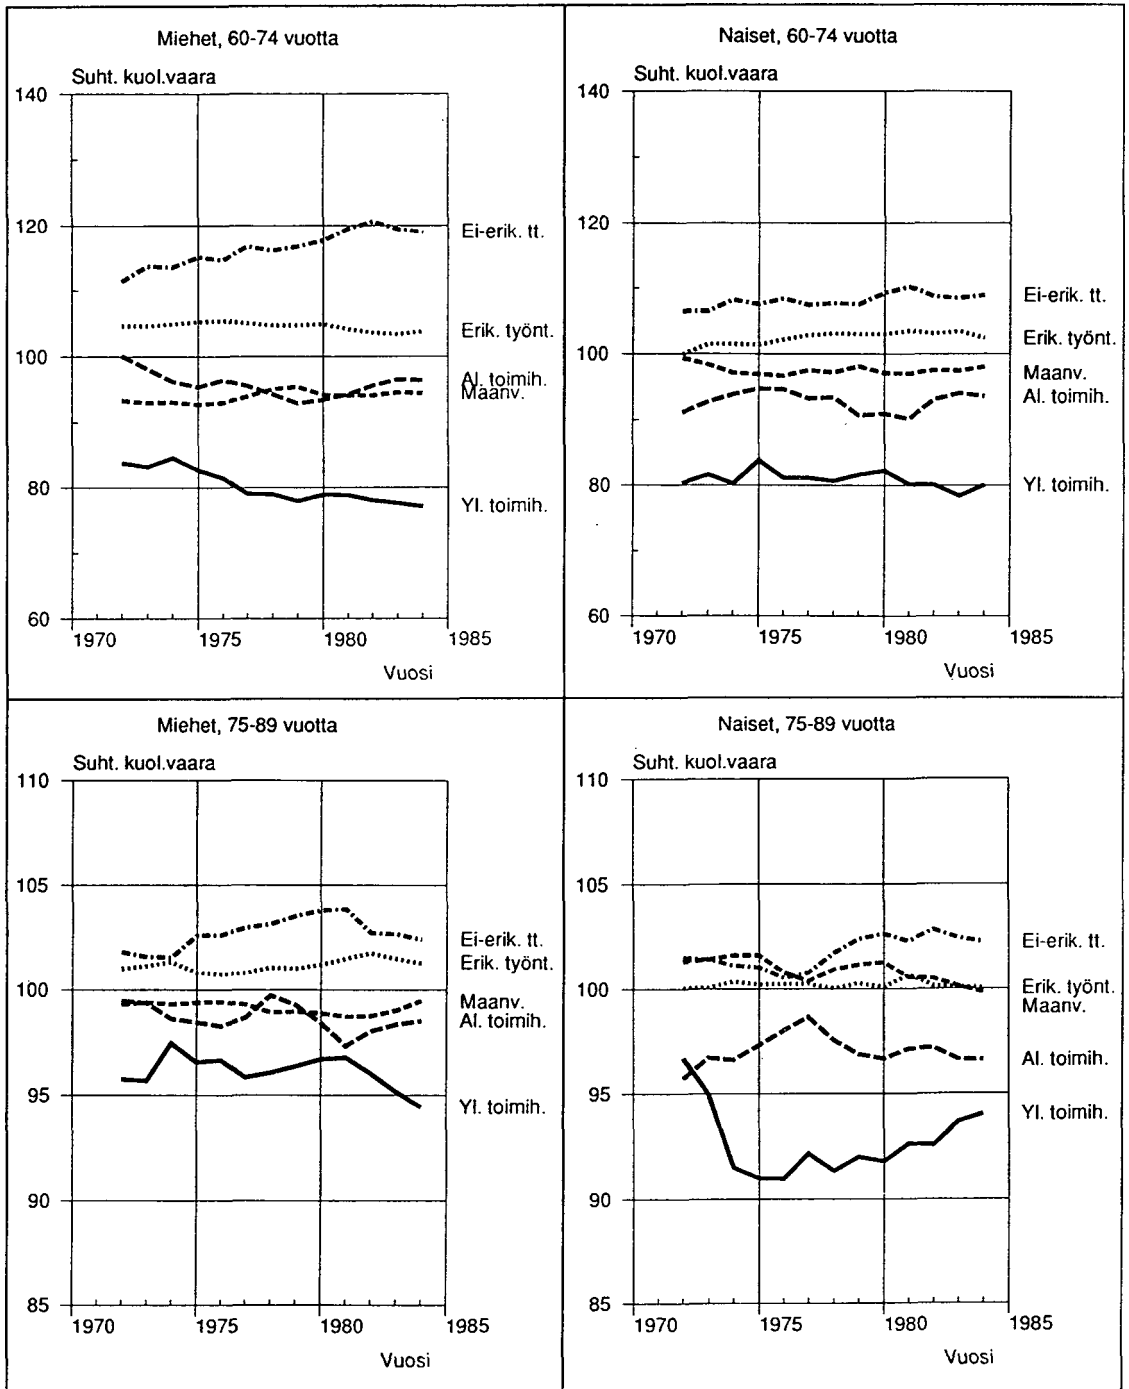 Miehet, 60-74 vuotta
Suht. kuol.vaara
140
120
100
80
60
Ei-erik. tt.
Erik. työnt.
Al. toimih.
Maanv.
Yl. toimih.
1970
1975
1980
1985
Vuosi
Naiset, 60-74 vuotta
Suht. kuol.vaara
140
120
100
80
60
Ei-erik. tt.
Erik. työnt.
Maanv.
Al. toimih.
Yl. toimih.
1970
1975
1980
1985
Vuosi
Miehet, 75-89 vuotta
Suht. kuol.vaara
110
105
100
95
90
85
Ei-erik. tt.
Erik. työnt.
Maanv.
Al. toimih.
Yl. toimih.
1970
1975
1980
1985
Vuosi
Naiset, 75-89 vuotta
Suht. kuol.vaara
110
105
100
95
90
85
Ei-erik. tt.
Erik. työnt.
Maanv.
Al. toimih.
Yl. toimih.
1970
1975
1980
1985
Vuosi